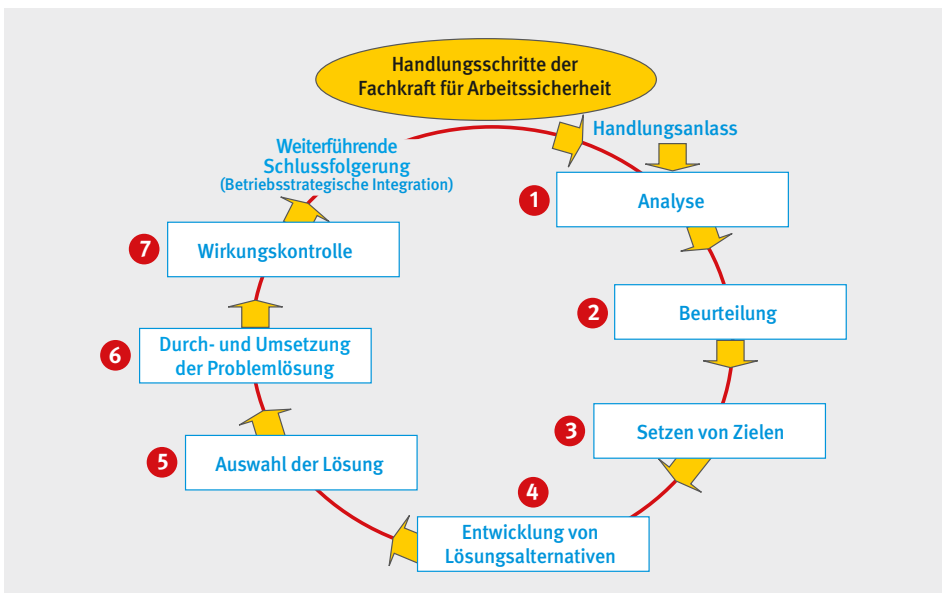 Handlungsschritte der
Fachkraft für Arbeitssicherheit
Handlungsanlass
1
Analyse
2
Beurteilung
3
Setzen von Zielen
4
Entwicklung von
Lösungsalternativen
5
Auswahl der Lösung
6
Durch- und Umsetzung
der Problemlösung
7
Wirkungskontrolle
Weiterführende
Schlussfolgerung
(Betriebsstrategische Integration)